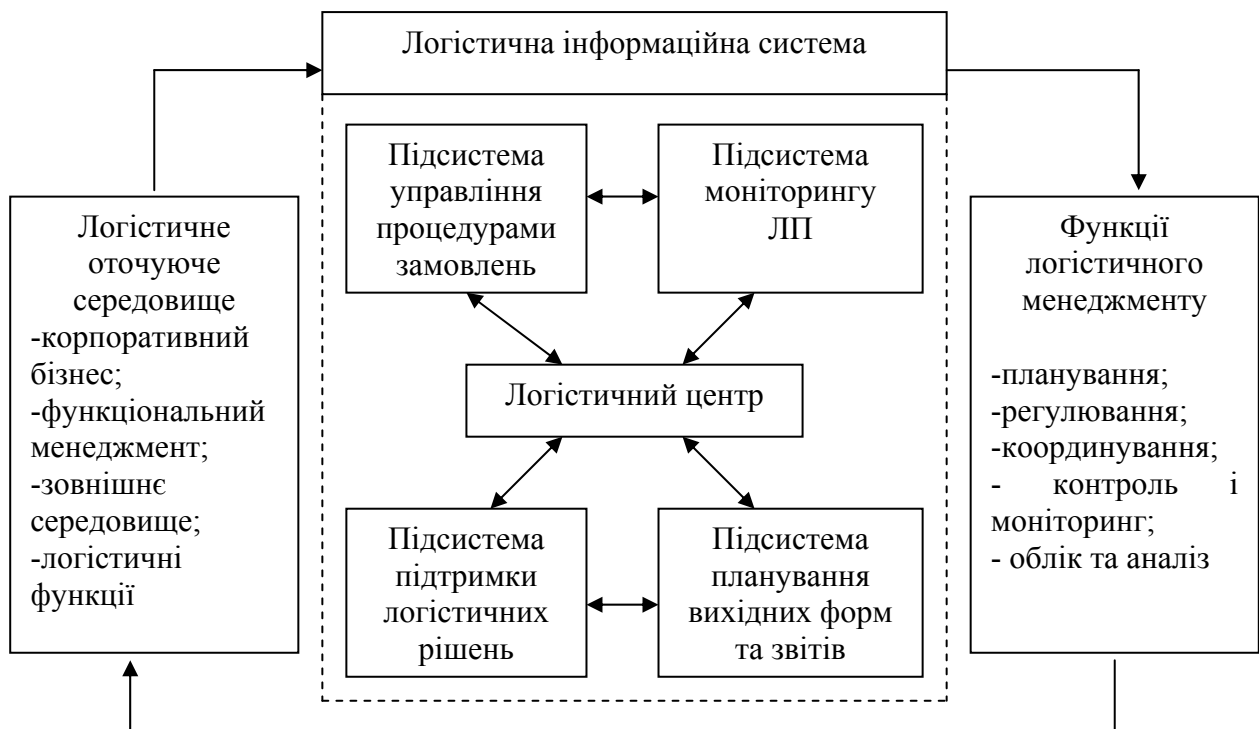 Логістична інформаційна система
Логістичне
оточуюче
середовище
-корпоративний
бізнес;
-функціональний
менеджмент;
-зовнішнє
середовище;
-логістичні
функції
Підсистема
управління
процедурами
замовлень
Підсистема
моніторингу
ЛП
Логістичний центр
Підсистема
підтримки
логістичних
рішень
Підсистема
планування
вихідних форм
та звітів
Функції
логістичного
менеджменту
-планування;
-регулювання;
-координування;
- контроль і
моніторинг;
- облік та аналіз